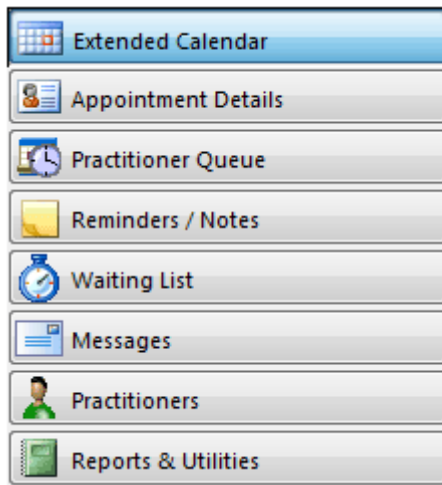 Extended Calendar
Appointment Details
Practitioner Queue
Reminders / Notes
Waiting List
Messages
Practitioners
Reports & Utilities